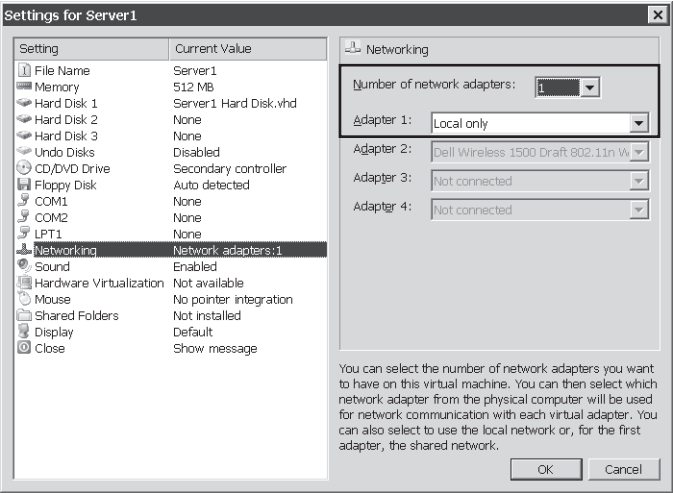 Settings for Server1
Setting Current Value
File Name Server1
Memory 512 MB
Hard Disk 1 Server1 Hard Disk.vhd
Hard Disk 2 None
Hard Disk 3 None
Undo Disks Disabled
CD/DVD Drive Secondary controller
Floppy Disk Auto detected
COM1 None
COM2 None
LPT1 None
Networking Network adapters:1
Sound Enabled
Hardware Virtualization Not available
Mouse No pointer integration
Shared Folders Not installed
Display Default
Close Show message
Networking
Number of network adapters: 1
Adapter 1: Local only
Adapter 2: Dell Wireless 1500 Draft 802.11n W
Adapter 3: Not connected
Adapter 4: Not connected
You can select the number of network adapters you want
to have on this virtual machine. You can then select which
network adapter from the physical computer will be used
for network communication with each virtual adapter. You
can also select to use the local network or, for the first
adapter, the shared network.
OK Cancel